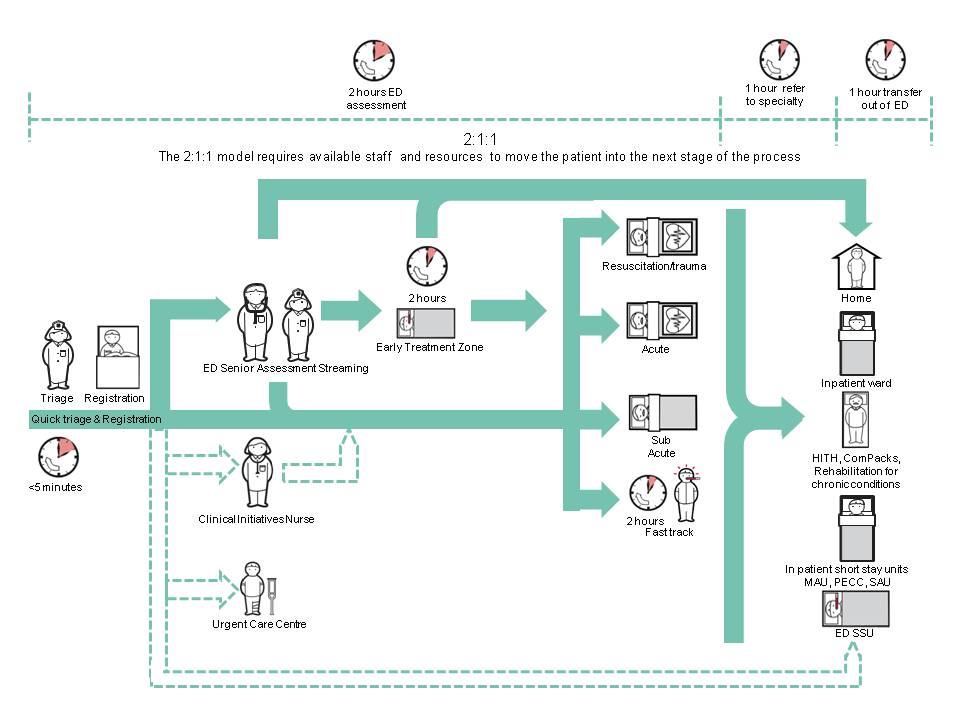 2 hours ED
assessment
1 hour refer
to specialty
1 hour transfer
out of ED
2:1:1
The 2:1:1 model requires available staff and resources to move the patient into the next stage of the process
Resuscitation/trauma
Home
2 hours
Early Treatment Zone
Acute
ED Senior Assessment Streaming
Inpatient ward
Triage
Registration
Quick triage & Registration
Sub
Acute
<5 minutes
HITH, ComPacks,
Rehabilitation for
chronic conditions
Clinical Initiatives Nurse
2 hours
Fast track
In patient short stay units
MAU, PECC, SAU
Urgent Care Centre
ED SSU